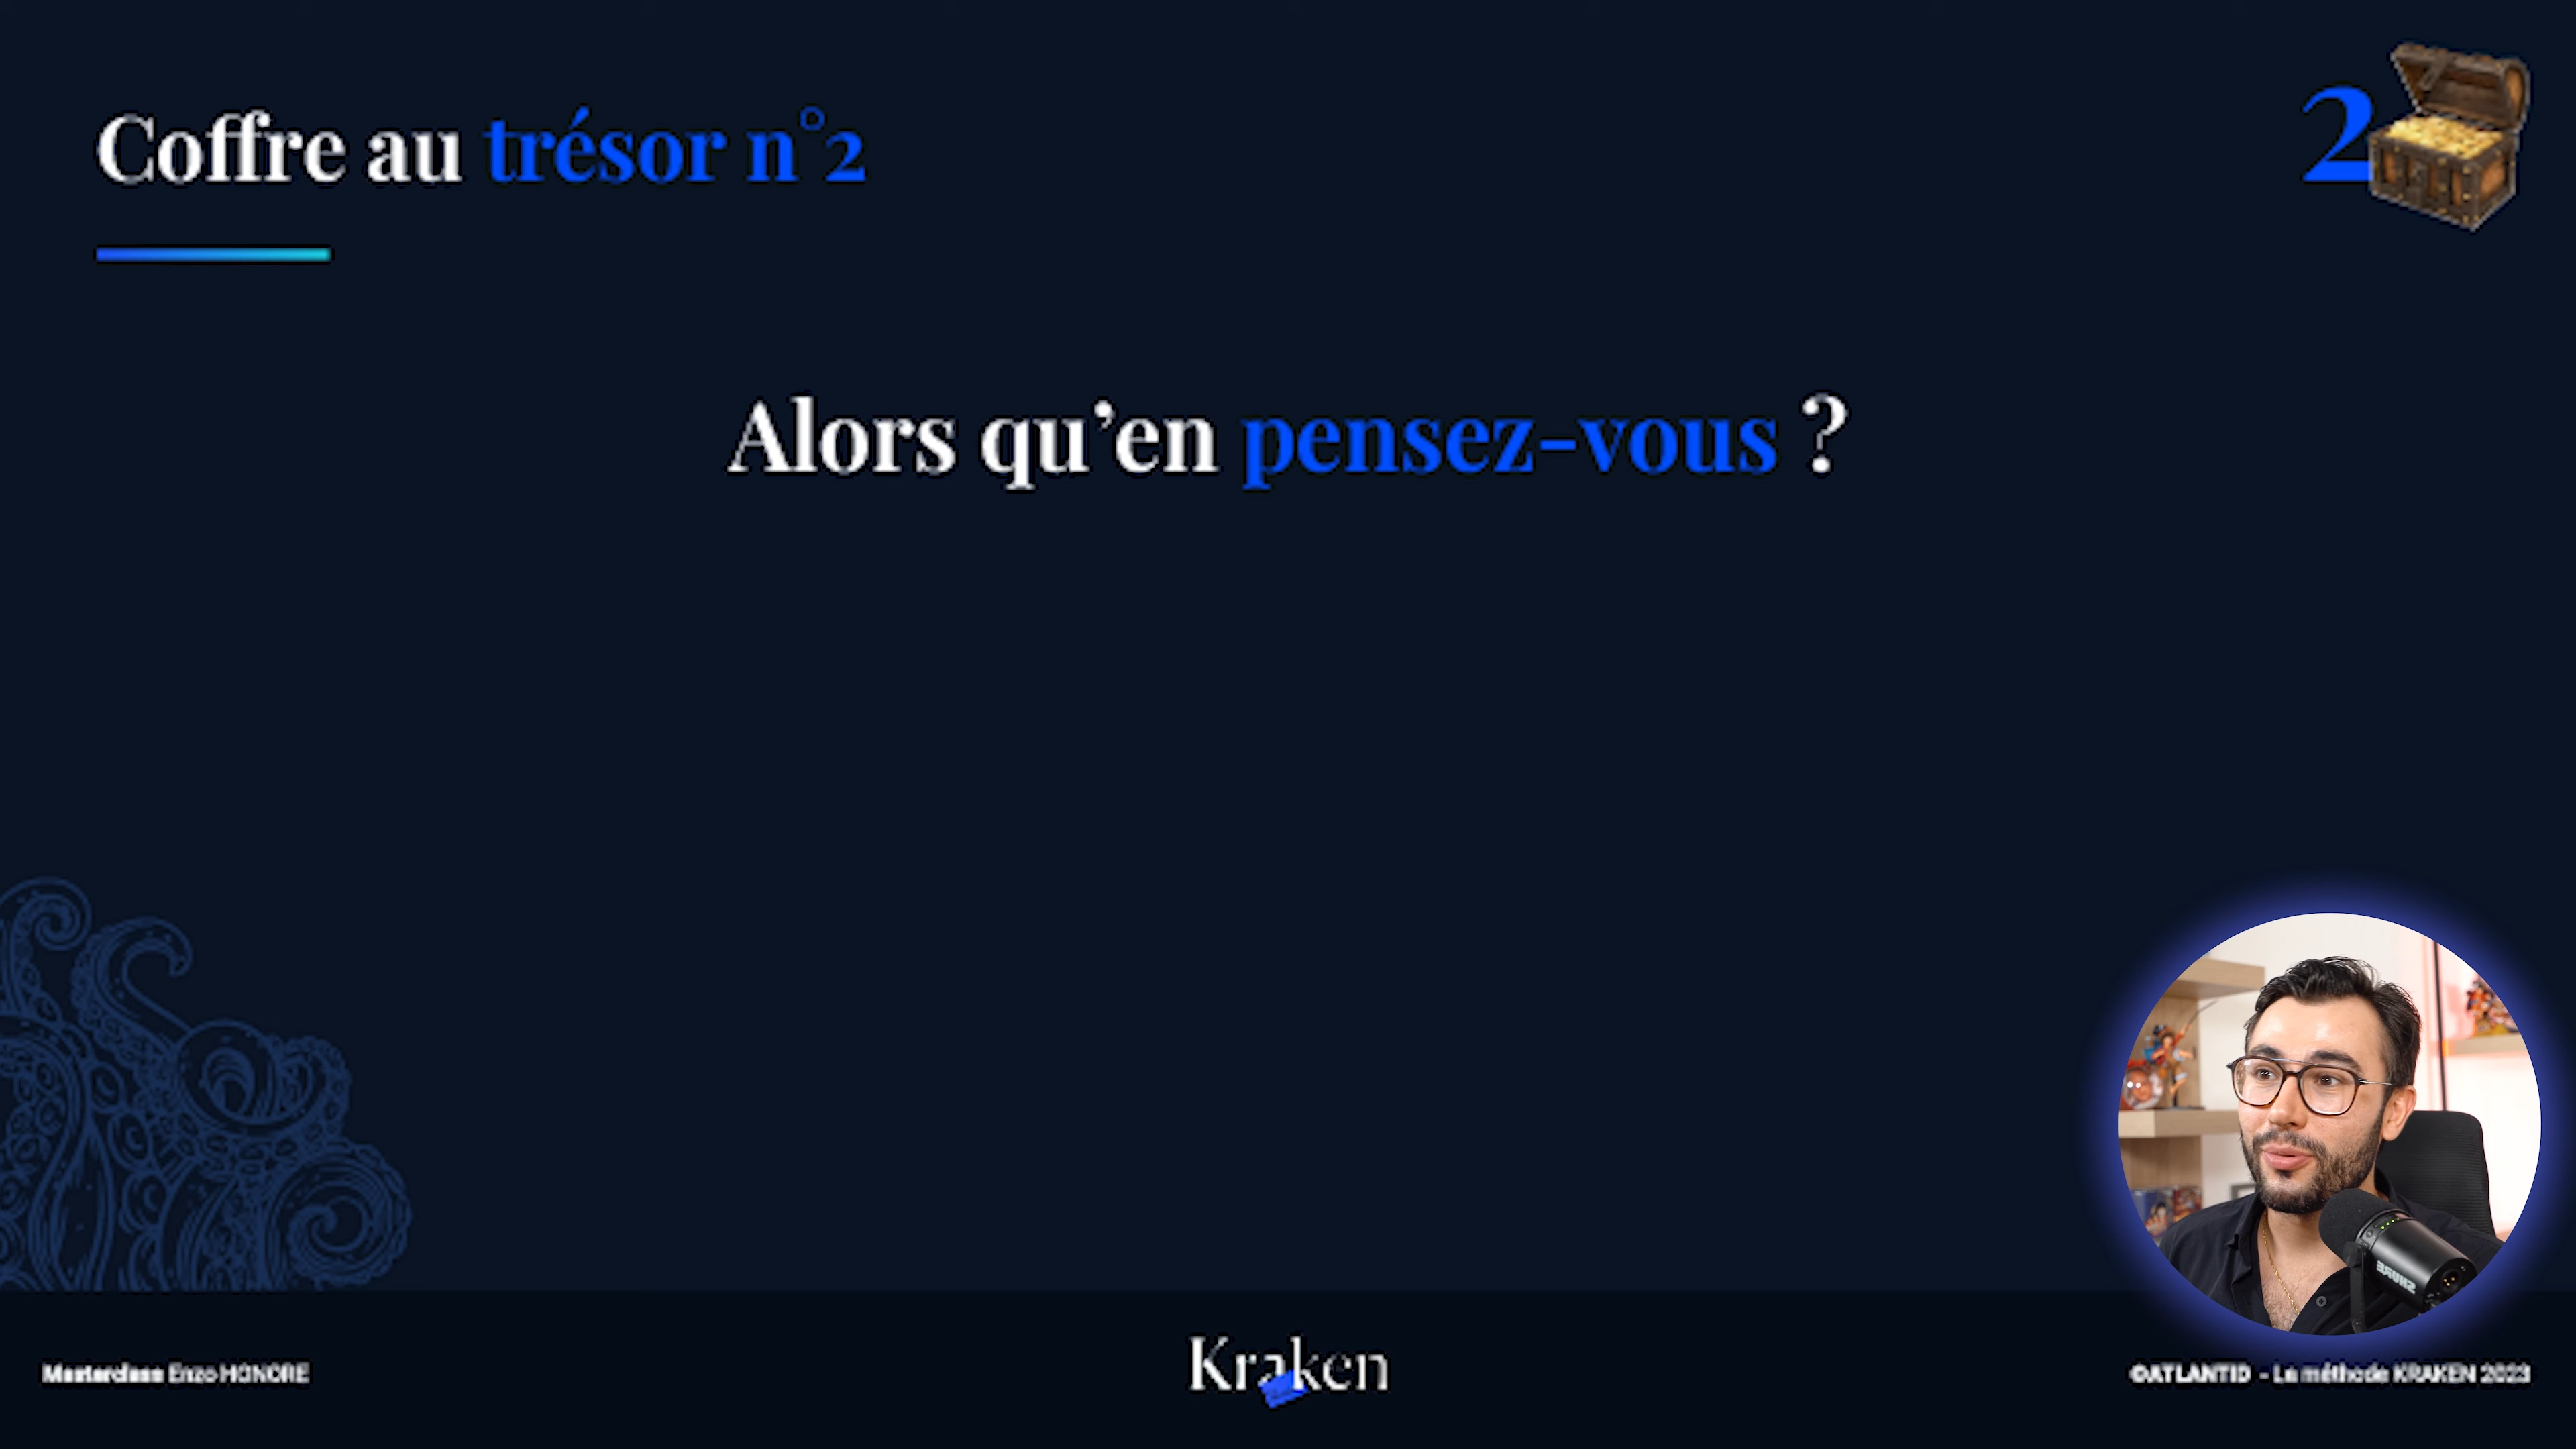 Coffre au trésor n°2
2
Alors qu’en pensez-vous ?
SHURE
Masterclass Enzo HONORE
Kraken
©ATLANTID - La méthode KRAKEN 2023